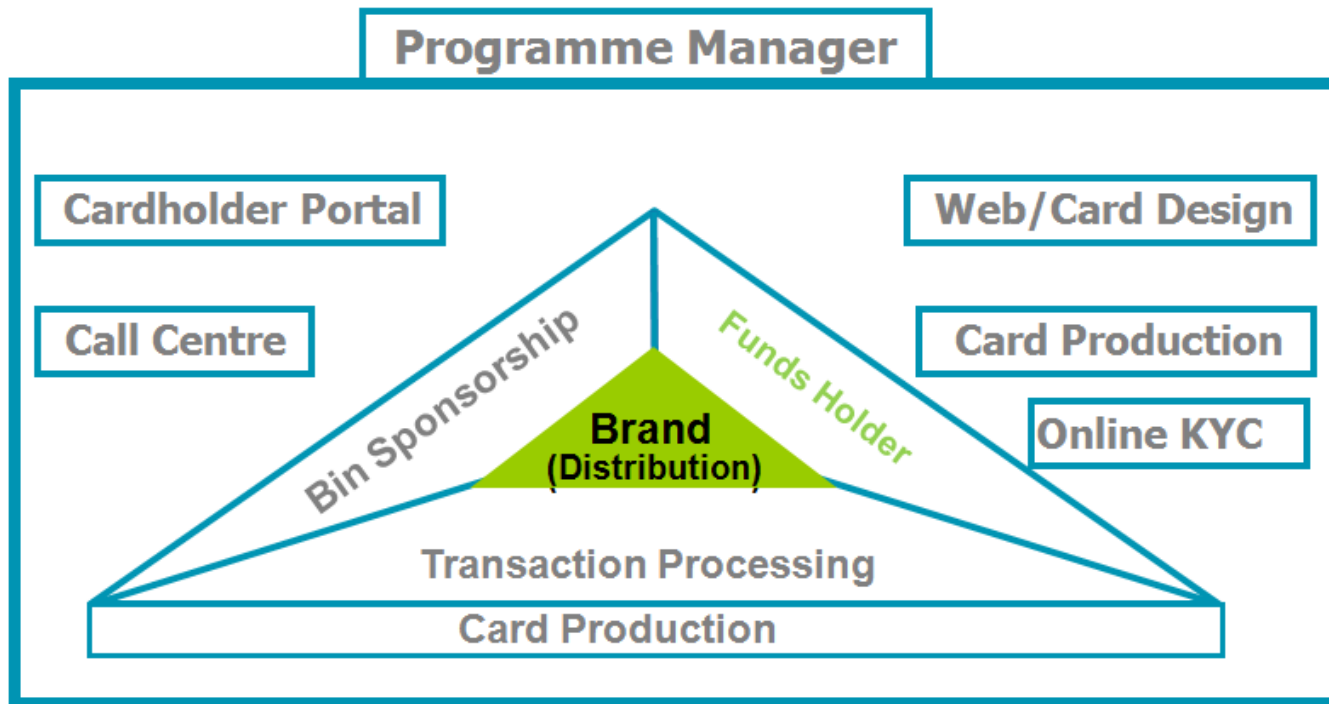 Programme Manager
Cardholder Portal
Web/Card Design
Call Centre
Card Production
Online KYC
Bin Sponsorship
Funds Holder
Brand
(Distribution)
Transaction Processing
Card Production